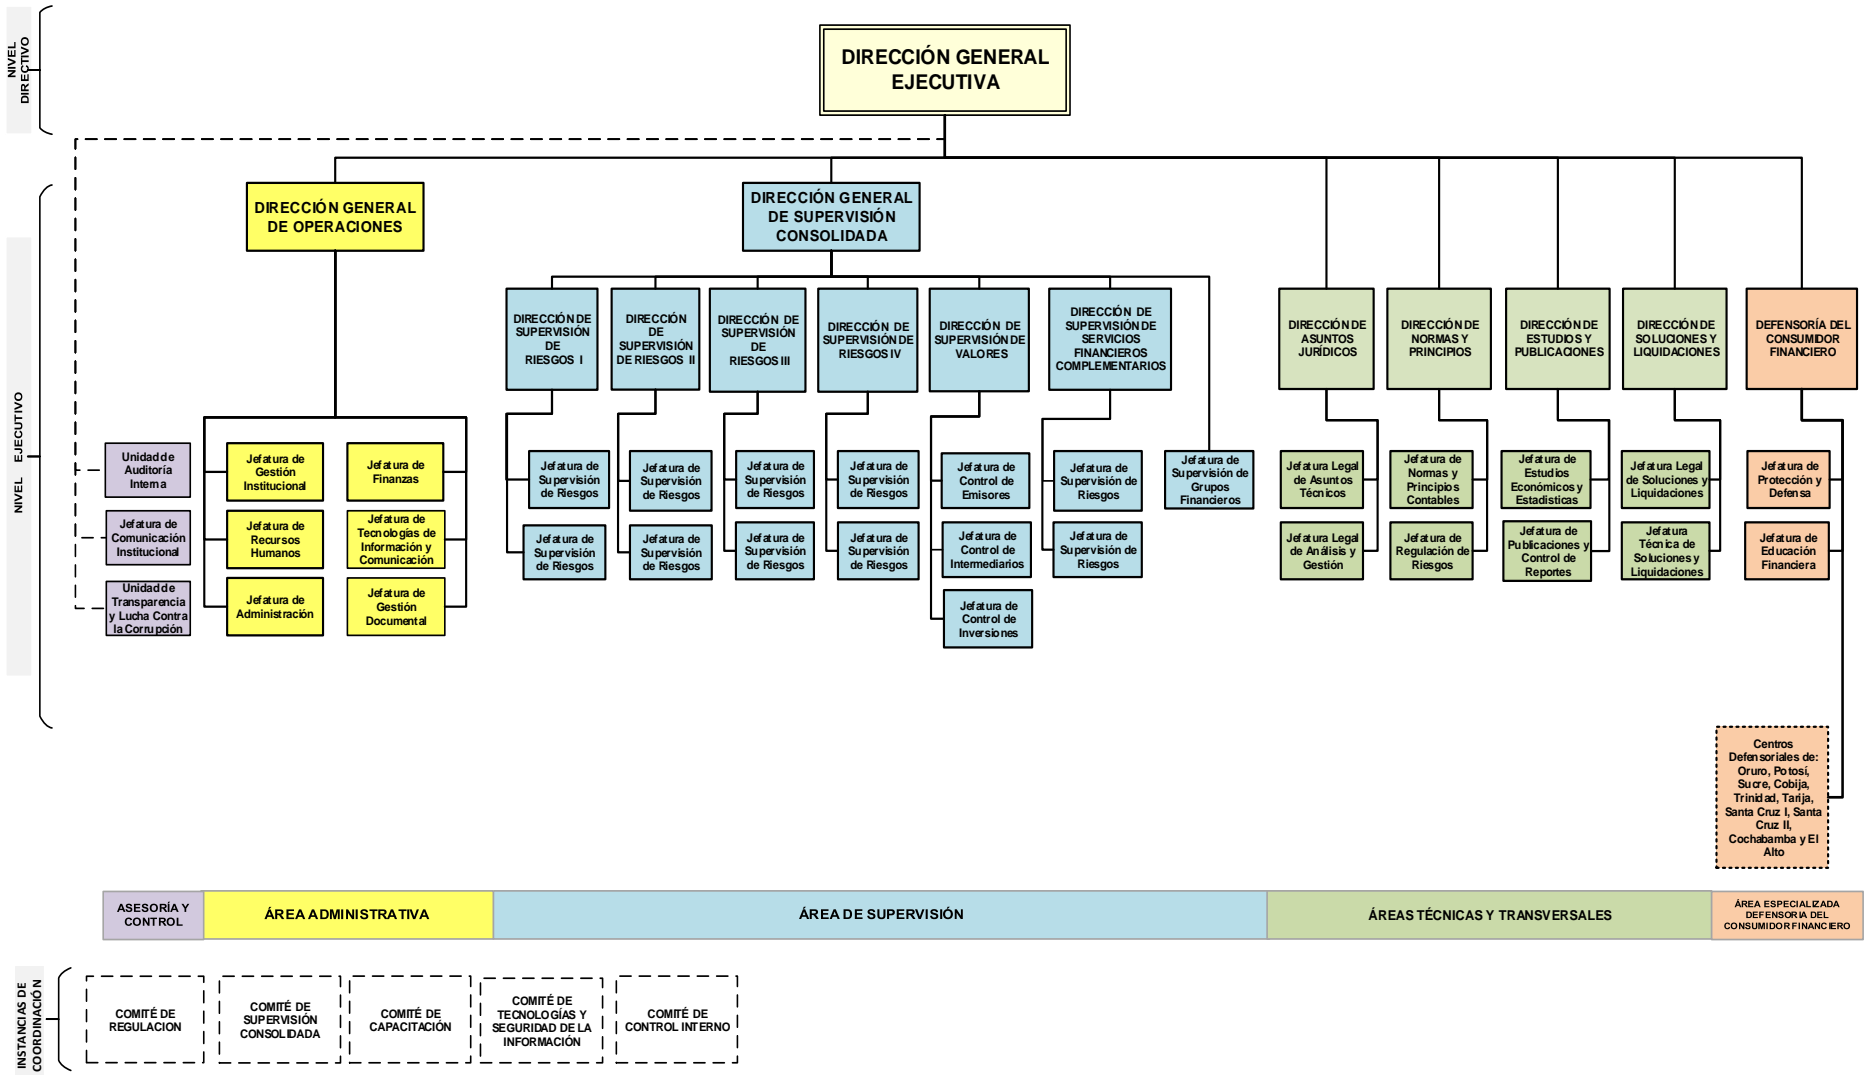 NIVEL
DIRECTIVO
DIRECCIÓN GENERAL
EJECUTIVA
NIVEL EJECUTIVO
DIRECCIÓN GENERAL
DE OPERACIONES
DIRECCIÓN GENERAL
DE SUPERVISIÓN
CONSOLIDADA
DIRECCIÓN DE
SUPERVISIÓN
DE
RIESGOS I
DIRECCIÓN
DE
SUPERVISIÓN
DE RIESGOS II
DIRECCIÓN DE
SUPERVISIÓN
DE
RIESGOS III
DIRECCIÓN DE
SUPERVISIÓN DE
RIESGOS IV
DIRECCIÓN DE
SUPERVISIÓN DE
VALORES
DIRECCIÓN DE
SUPERVISIÓN DE
SERVICIOS
FINANCIEROS
COMPLEMENTARIOS
DIRECCIÓN DE
ASUNTOS
JURÍDICOS
DIRECCIÓN DE
NORMAS Y
PRINCIPIOS
DIRECCIÓN DE
ESTUDIOS Y
PUBLICACIONES
DIRECCIÓN DE
SOLUCIONES Y
LIQUIDACIONES
DEFENSORÍA DEL
CONSUMIDOR
FINANCIERO
Unidad de
Auditoría
Interna
Jefatura de
Comunicación
Institucional
Unidad de
Transparencia
y Lucha Contra
la Corrupción
Jefatura de
Gestión
Institucional
Jefatura de
Recursos
Humanos
Jefatura de
Administración
Jefatura de
Finanzas
Jefatura de
Tecnologías de
Información y
Comunicación
Jefatura de
Gestión
Documental
Jefatura de
Supervisión
de Riesgos
Jefatura de
Supervisión
de Riesgos
Jefatura de
Supervisión
de Riesgos
Jefatura de
Supervisión
de Riesgos
Jefatura de
Supervisión
de Riesgos
Jefatura de
Supervisión
de Riesgos
Jefatura de
Supervisión
de Riesgos
Jefatura de
Supervisión
de Riesgos
Jefatura de
Control de
Emisores
Jefatura de
Control de
Intermediarios
Jefatura de
Control de
Inversiones
Jefatura de
Supervisión de
Riesgos
Jefatura de
Supervisión de
Riesgos
Jefatura de
Supervisión de
Grupos
Financieros
Jefatura Legal
de Asuntos
Técnicos
Jefatura Legal
de Análisis y
Gestión
Jefatura de
Normas y
Principios
Contables
Jefatura de
Regulación de
Riesgos
Jefatura de
Estudios
Económicos y
Estadisticas
Jefatura de
Publicaciones y
Control de
Reportes
Jefatura Legal
de Soluciones y
Liquidaciones
Jefatura
Técnica de
Soluciones y
Liquidaciones
Jefatura de
Protección y
Defensa
Jefatura de
Educación
Financiera
Centros
Defensoriales de:
Oruro, Potosí,
Sucre, Cobija,
Trinidad, Tarija,
Santa Cruz I, Santa
Cruz II,
Cochabamba y El
Alto
ASESORÍA Y
CONTROL
ÁREA ADMINISTRATIVA
ÁREA DE SUPERVISIÓN
ÁREAS TÉCNICAS Y TRANSVERSALES
ÁREA ESPECIALIZADA
DEFENSORIA DEL
CONSUMIDOR FINANCIERO
INSTANCIAS DE
COORDINACIÓN
COMITÉ DE
REGULACION
COMITÉ DE
SUPERVISIÓN
CONSOLIDADA
COMITÉ DE
CAPACITACIÓN
COMITÉ DE
TECNOLOGÍAS Y
SEGURIDAD DE LA
INFORMACIÓN
COMITÉ DE
CONTROL INTERNO